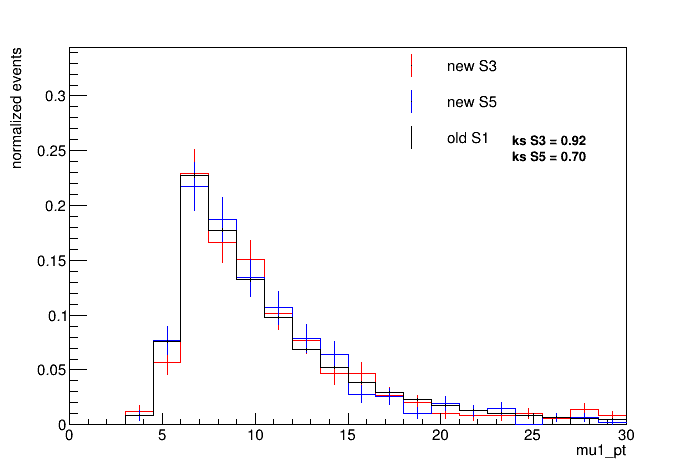 normalized events
0.3
0.25
0.2
0.15
0.1
0.05
0
new S3
new S5
old S1
ks S3 = 0.92
ks S5 = 0.70
0 5 10 15 20 25 30
mu1_pt